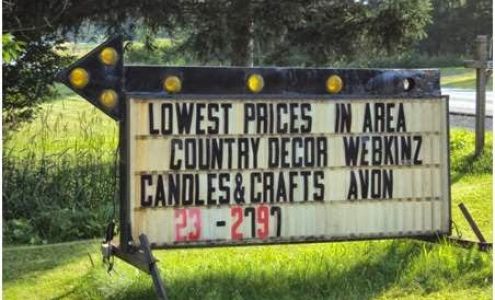 LOWEST PRICES IN AREA
COUNTRY DECOR WEBKINZ
CANDLES & CRAFTS AVON
23 - 2797